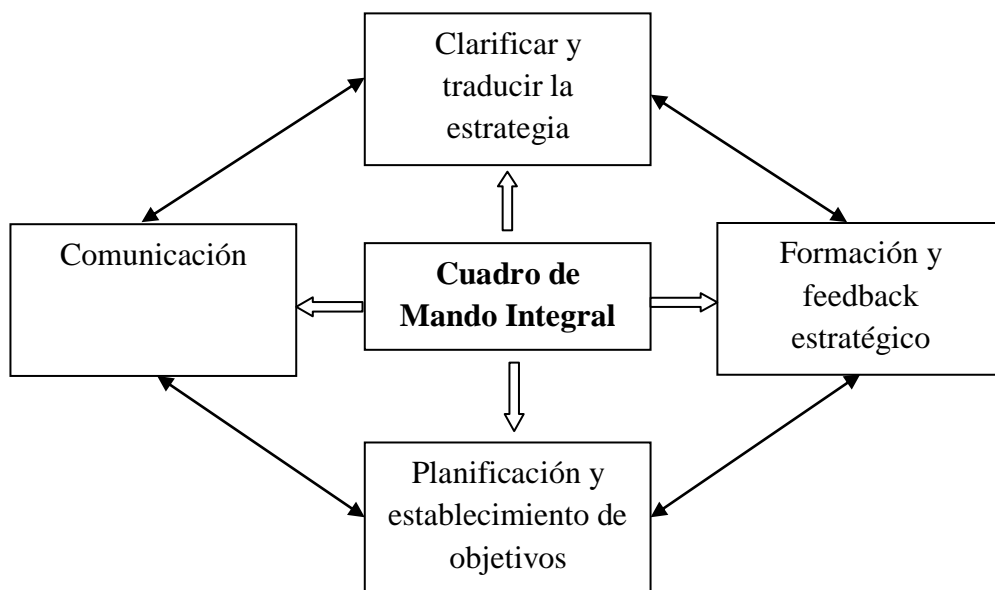 Clarificar y
traducir la
estrategia
Comunicación
Cuadro de
Mando Integral
Formación y
feedback
estratégico
Planificación y
establecimiento de
objetivos